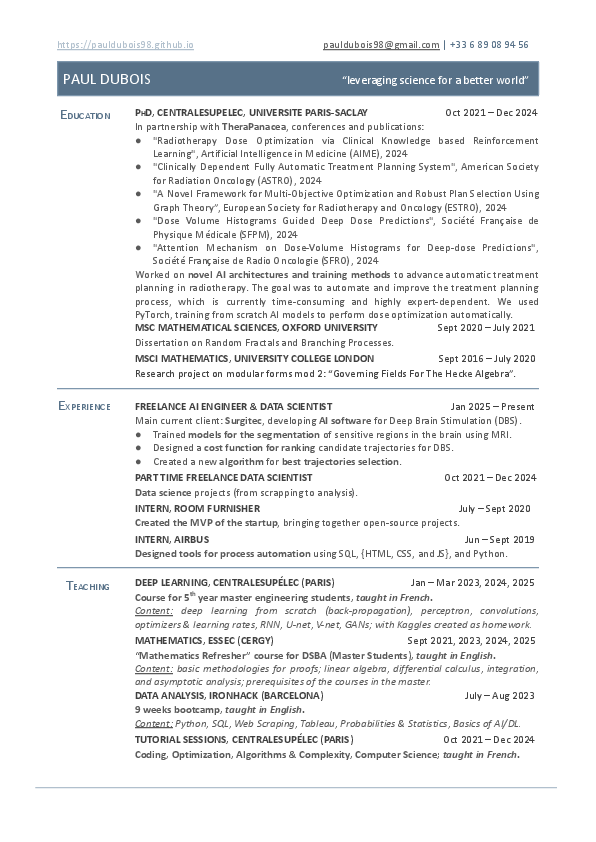 https://pauldubois98.github.io pauldubois98@gmail.com | +33 6 89 08 94 56
PAUL DUBOIS "leveraging science for a better world"
EDUCATION PHD, CENTRALESUPELEC, UNIVERSITE PARIS-SACLAY Oct 2021 – Dec 2024
In partnership with TheraPanacea, conferences and publications:
● "Radiotherapy Dose Optimization via Clinical Knowledge based Reinforcement
Learning", Artificial Intelligence in Medicine (AIME), 2024
● "Clinically Dependent Fully Automatic Treatment Planning System", American Society
for Radiation Oncology (ASTRO), 2024
● "A Novel Framework for Multi-Objective Optimization and Robust Plan Selection Using
Graph Theory", European Society for Radiotherapy and Oncology (ESTRO), 2024
● "Dose Volume Histograms Guided Deep Dose Predictions", Société Française de
Physique Médicale (SFPM), 2024
● "Attention Mechanism on Dose-Volume Histograms for Deep-dose Predictions",
Société Française de Radio Oncologie (SFRO), 2024
Worked on novel AI architectures and training methods to advance automatic treatment
planning in radiotherapy. The goal was to automate and improve the treatment planning
process, which is currently time-consuming and highly expert-dependent. We used
PyTorch, training from scratch AI models to perform dose optimization automatically.
MSC MATHEMATICAL SCIENCES, OXFORD UNIVERSITY Sept 2020 – July 2021
Dissertation on Random Fractals and Branching Processes.
MSCI MATHEMATICS, UNIVERSITY COLLEGE LONDON Sept 2016 – July 2020
Research project on modular forms mod 2: "Governing Fields For The Hecke Algebra".
EXPERIENCE FREELANCE AI ENGINEER & DATA SCIENTIST Jan 2025 – Present
Main current client: Surgitec, developing AI software for Deep Brain Stimulation (DBS).
● Trained models for the segmentation of sensitive regions in the brain using MRI.
● Designed a cost function for ranking candidate trajectories for DBS.
● Created a new algorithm for best trajectories selection.
PART TIME FREELANCE DATA SCIENTIST Oct 2021 – Dec 2024
Data science projects (from scrapping to analysis).
INTERN, ROOM FURNISHER July – Sept 2020
Created the MVP of the startup, bringing together open-source projects.
INTERN, AIRBUS Jun – Sept 2019
Designed tools for process automation using SQL, {HTML, CSS, and JS}, and Python.
TEACHING DEEP LEARNING, CENTRALESUPÉLEC (PARIS) Jan – Mar 2023, 2024, 2025
Course for 5th year master engineering students, taught in French.
Content: deep learning from scratch (back-propagation), perceptron, convolutions,
optimizers & learning rates, RNN, U-net, V-net, GANs; with Kaggles created as homework.
MATHEMATICS, ESSEC (CERGY) Sept 2021, 2023, 2024, 2025
"Mathematics Refresher" course for DSBA (Master Students), taught in English.
Content: basic methodologies for proofs; linear algebra, differential calculus, integration,
and asymptotic analysis; prerequisites of the courses in the master.
DATA ANALYSIS, IRONHACK (BARCELONA) July – Aug 2023
9 weeks bootcamp, taught in English.
Content: Python, SQL, Web Scraping, Tableau, Probabilities & Statistics, Basics of AI/DL.
TUTORIAL SESSIONS, CENTRALESUPÉLEC (PARIS) Oct 2021 – Dec 2024
Coding, Optimization, Algorithms & Complexity, Computer Science; taught in French.